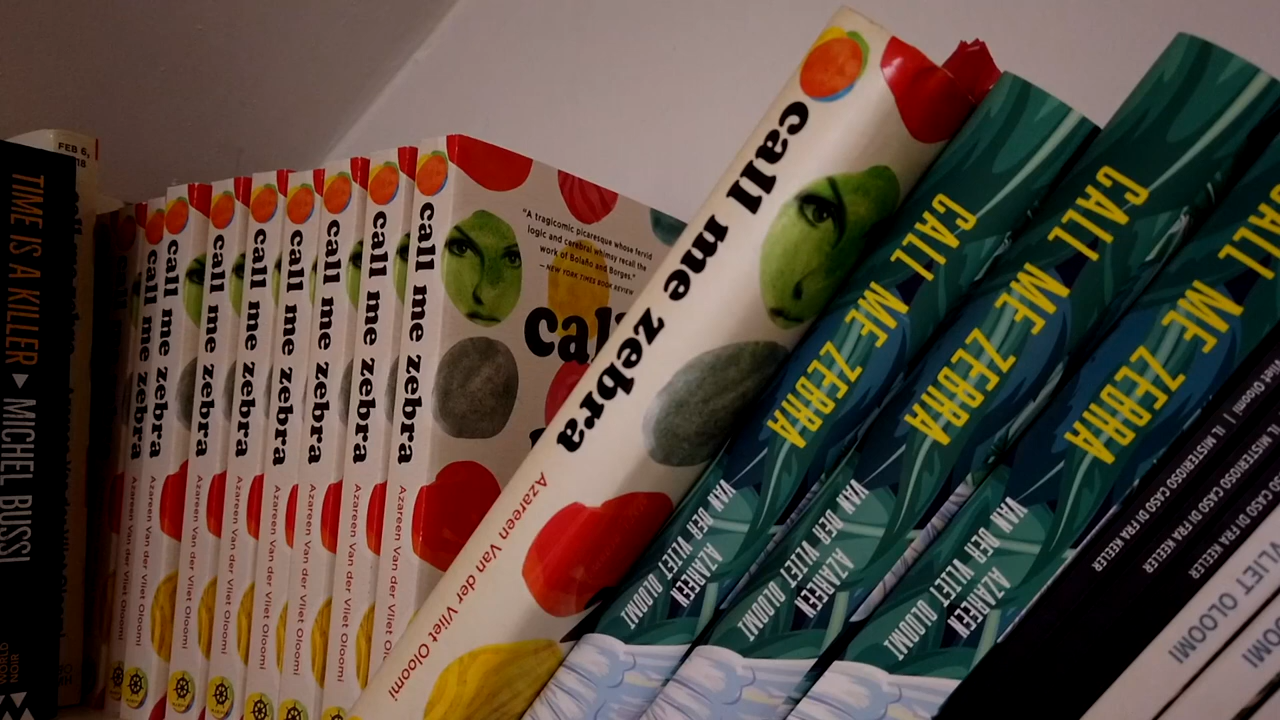 FEB 6,
TIME IS A KILLER ▶ MICHEL BUSSI
WORLD
NOIR
call me zebra
Azareen Van der Vliet Oloomi
call me zebra
Azareen Van der Vliet Oloomi
call me zebra
Azareen Van der Vliet Oloomi
call me zebra
Azareen Van der Vliet Oloomi
call me zebra
Azareen Van der Vliet Oloomi
call me zebra
Azareen Van der Vliet Oloomi
call me zebra
Azareen Van der Vliet Oloomi
call me zebra
Azareen Van der Vliet Oloomi
"A tragicomic picaresque whose fervid
logic and cerebral whimsy recall the
work of Bolaño and Borges."
—NEW YORK TIMES BOOK REVIEW
call me zebra
Azareen Van der Vliet Oloomi
CALL ME ZEBRA
AZAREEN
VAN DER VLIET OLOOMI
CALL ME ZEBRA
AZAREEN
VAN DER VLIET OLOOMI
CALL ME ZEBRA
AZAREEN
VAN DER VLIET OLOOMI
Vliet Oloomi | IL MISTERIOSO CASO DI FRA KEELER
IL MISTERIOSO CASO DI FRA KEELER
CASO DI FRA KEELER
VLIET OLOOMI